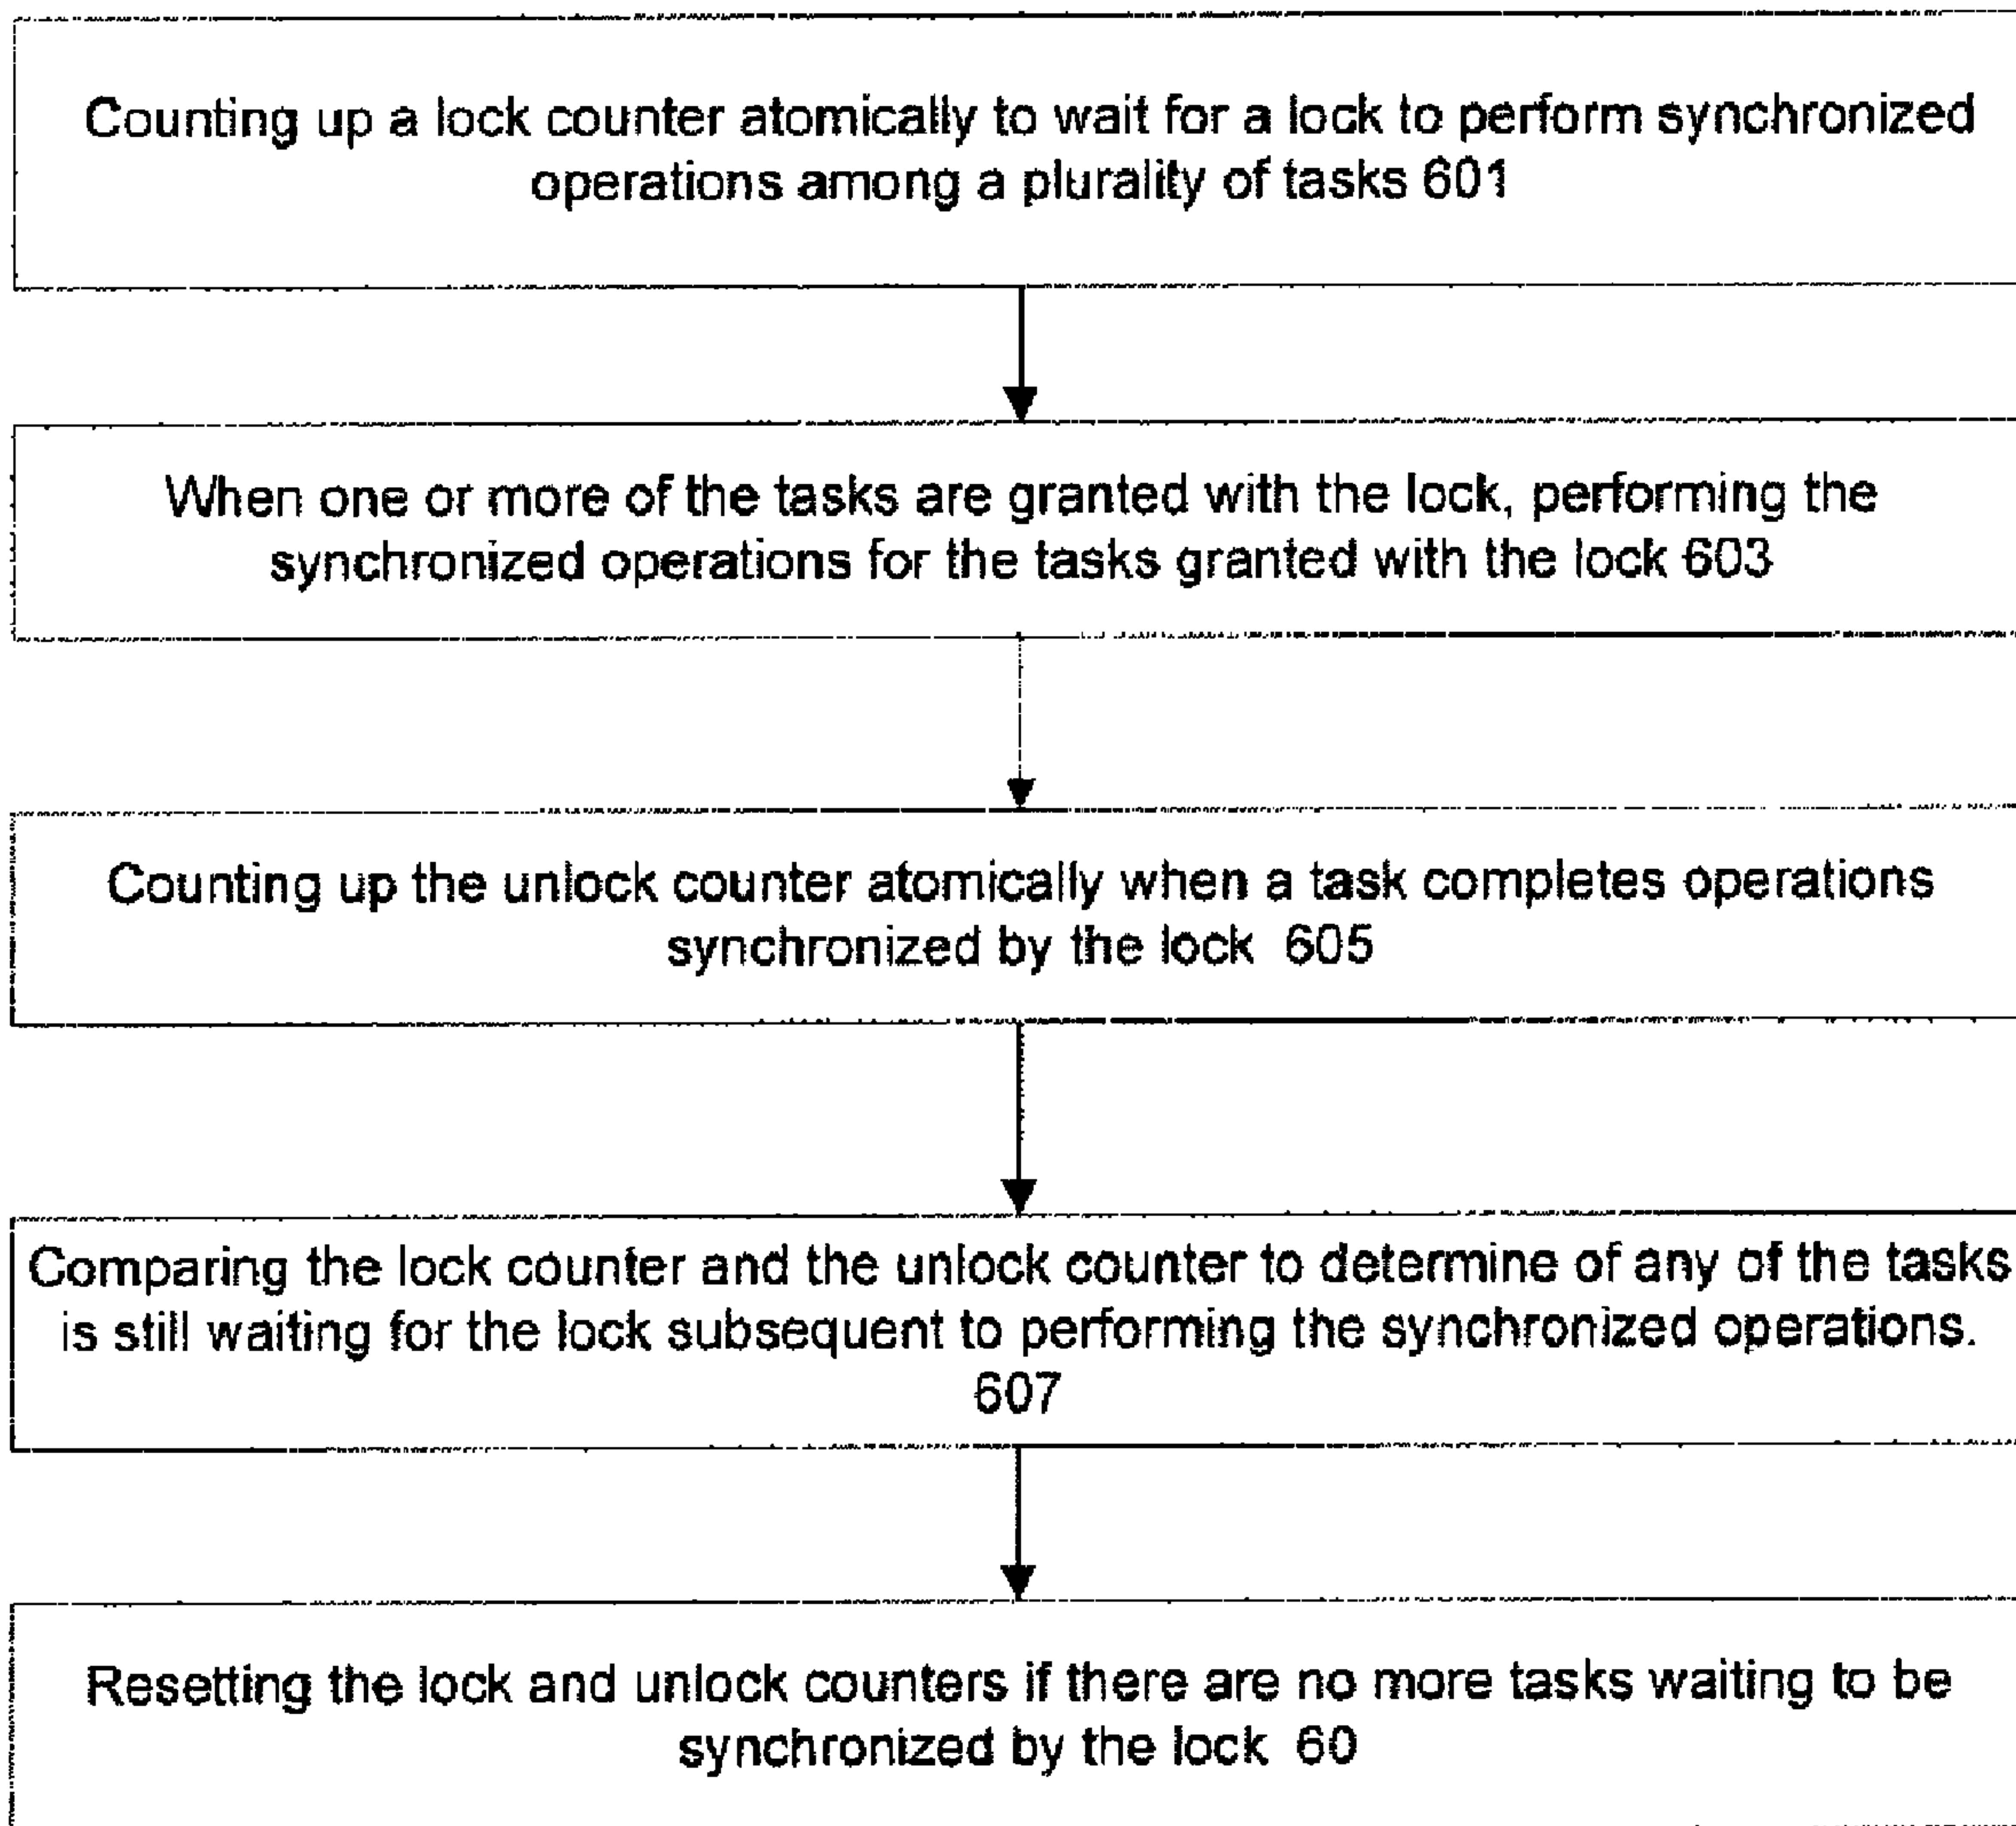 Counting up a lock counter atomically to wait for a lock to perform synchronized
operations among a plurality of tasks 601
When one or more of the tasks are granted with the lock, performing the
synchronized operations for the tasks granted with the lock 603
Counting up the unlock counter atomically when a task completes operations
synchronized by the lock 605
Comparing the lock counter and the unlock counter to determine of any of the tasks
is still waiting for the lock subsequent to performing the synchronized operations.
607
Resetting the lock and unlock counters if there are no more tasks waiting to be
synchronized by the lock 60